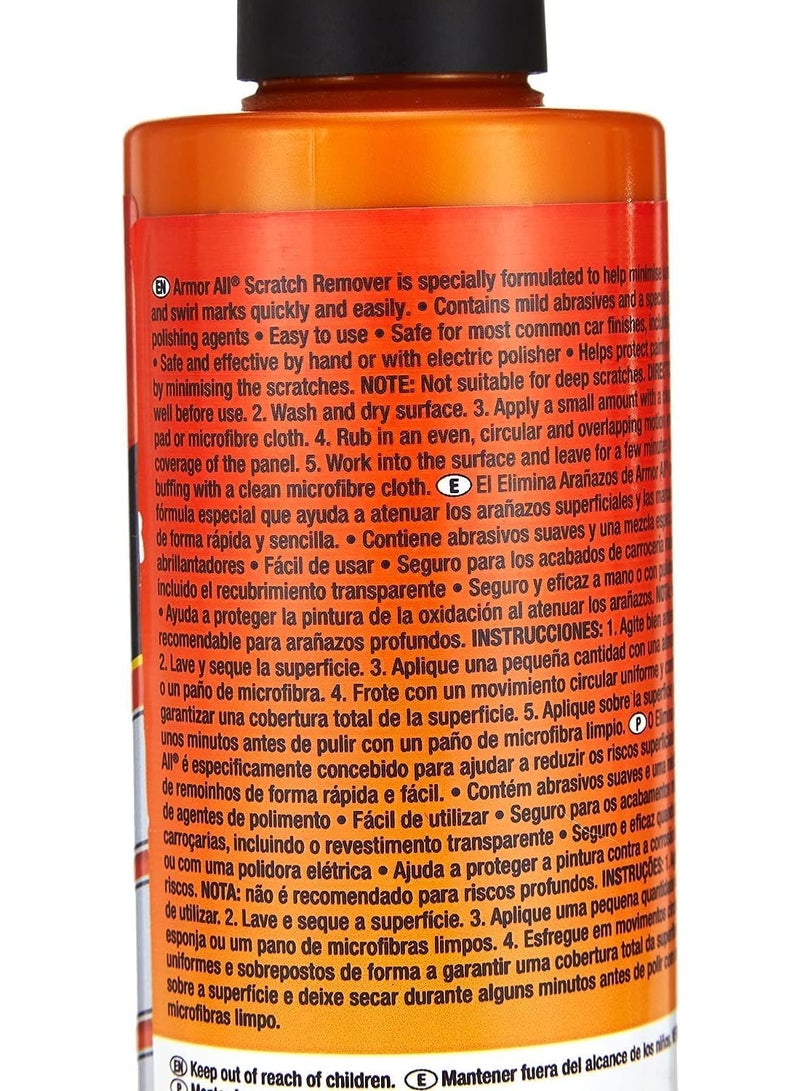 EN Armor All® Scratch Remover is specially formulated to help minimise
and swirl marks quickly and easily. • Contains mild abrasives and a
polishing agents • Easy to use • Safe for most common car finishes,
• Safe and effective by hand or with electric polisher • Helps protect
by minimising the scratches. NOTE: Not suitable for deep scratches.
well before use. 2. Wash and dry surface. 3. Apply a small amount with a
pad or microfibre cloth. 4. Rub in an even, circular and overlapping
coverage of the panel. 5. Work into the surface and leave for a few
buffing with a clean microfibre cloth. E El Elimina Arañazos de Armor
fórmula especial que ayuda a atenuar los arañazos superficiales y las
de forma rápida y sencilla. • Contiene abrasivos suaves y una mezcla
abrillantadores • Fácil de usar • Seguro para los acabados de carrocería
incluido el recubrimiento transparente • Seguro y eficaz a mano o con
• Ayuda a proteger la pintura de la oxidación al atenuar los arañazos.
recomendable para arañazos profundos. INSTRUCCIONES: 1. Agite bien
2. Lave y seque la superficie. 3. Aplique una pequeña cantidad con una
o un paño de microfibra. 4. Frote con un movimiento circular uniforme y
garantizar una cobertura total de la superficie. 5. Aplique sobre la
unos minutos antes de pulir con un paño de microfibra limpio. P O
All® é especificamente concebido para ajudar a reduzir os riscos
de remoinhos de forma rápida e fácil. • Contém abrasivos suaves e uma
de agentes de polimento • Fácil de utilizar • Seguro para os acabamentos
carroçarias, incluindo o revestimento transparente • Seguro e eficaz
ou com uma polidora elétrica • Ajuda a proteger a pintura contra a
riscos. NOTA: não é recomendado para riscos profundos. INSTRUÇÕES: 1.
de utilizar. 2. Lave e seque a superfície. 3. Aplique uma pequena
esponja ou um pano de microfibras limpos. 4. Esfregue em movimentos
uniformes e sobrepostos de forma a garantir uma cobertura total da
sobre a superfície e deixe secar durante alguns minutos antes de polir
microfibras limpo.
EN Keep out of reach of children. E Mantener fuera del alcance de los niños.
P